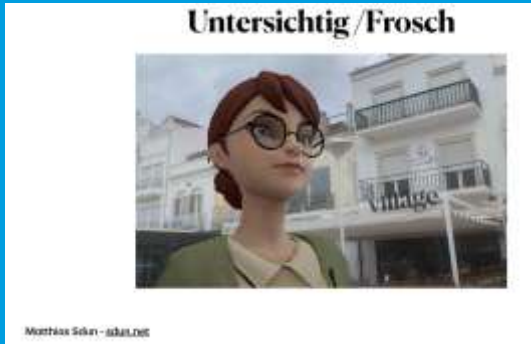 Untersichtig / Frosch
Village
Matthias Sdun - sdun.net